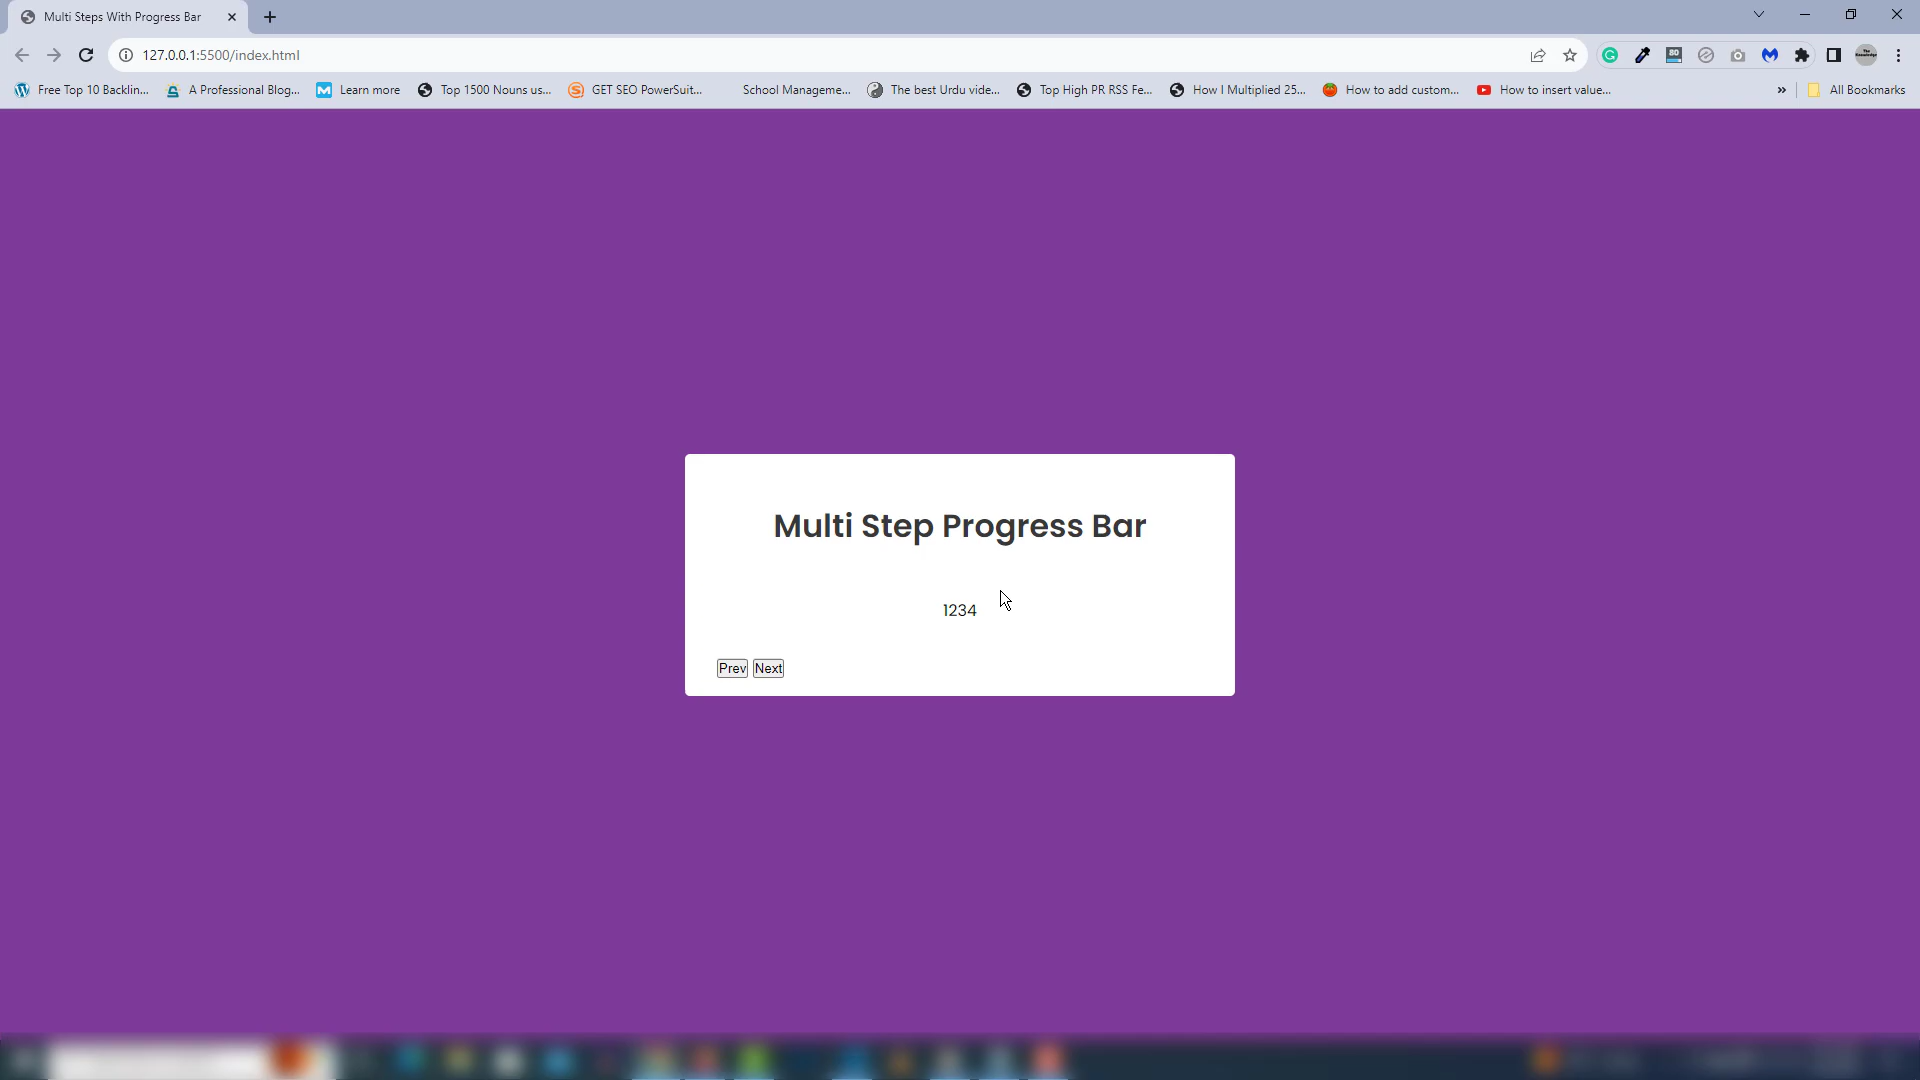 Multi Steps With Progress Bar
127.0.0.1:5500/index.html
80
Free Top 10 Backlin... A Professional Blog... Learn more Top 1500 Nouns us... GET SEO PowerSuit... School Manageme... The best Urdu vide... Top High PR RSS Fe... How I Multiplied 25... How to add custom... How to insert value... » All Bookmarks
Multi Step Progress Bar
1234
Prev Next